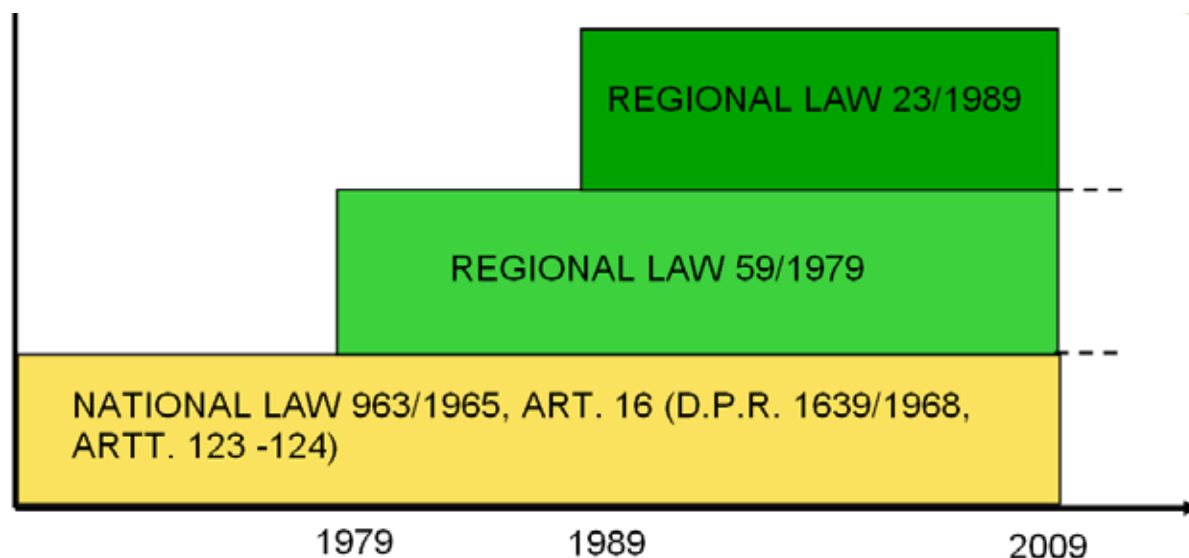 REGIONAL LAW 23/1989
REGIONAL LAW 59/1979
NATIONAL LAW 963/1965, ART. 16 (D.P.R. 1639/1968,
ARTT. 123 -124)
1979 1989 2009